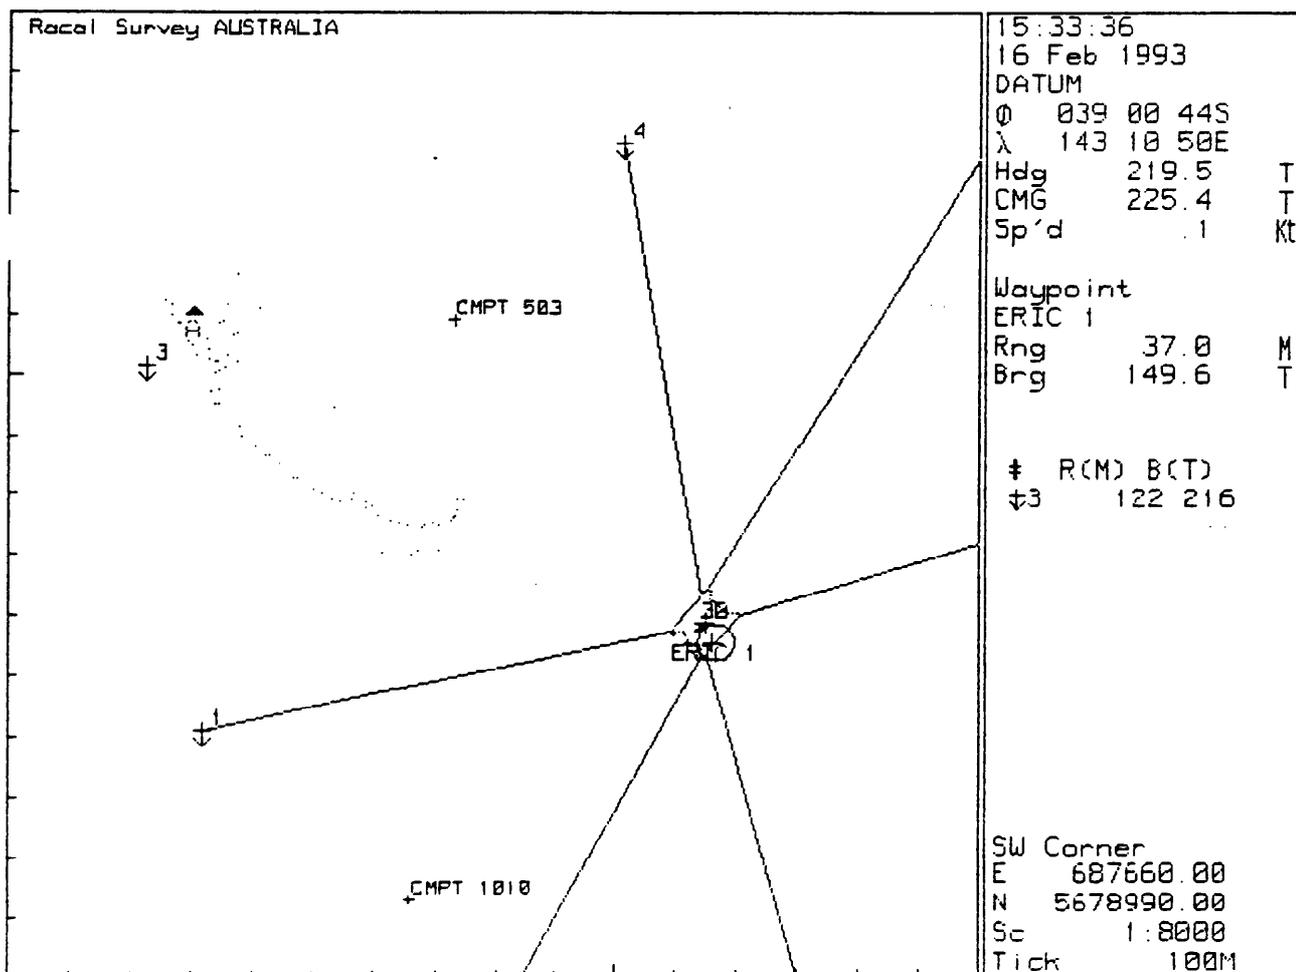 Racal Survey AUSTRALIA
4
CMPT 503
3
30
ERIC 1
1
CMPT 1010
15:33:36
16 Feb 1993
DATUM
ϕ 039 00 44S
λ 143 10 50E
Hdg 219.5 T
CMG 225.4 T
Sp'd .1 Kt
Waypoint
ERIC 1
Rng 37.0 M
Brg 149.6 T
‡ R(M) B(T)
3 122 216
SW Corner
E 687660.00
N 5678990.00
Sc 1:8000
Tick 100M